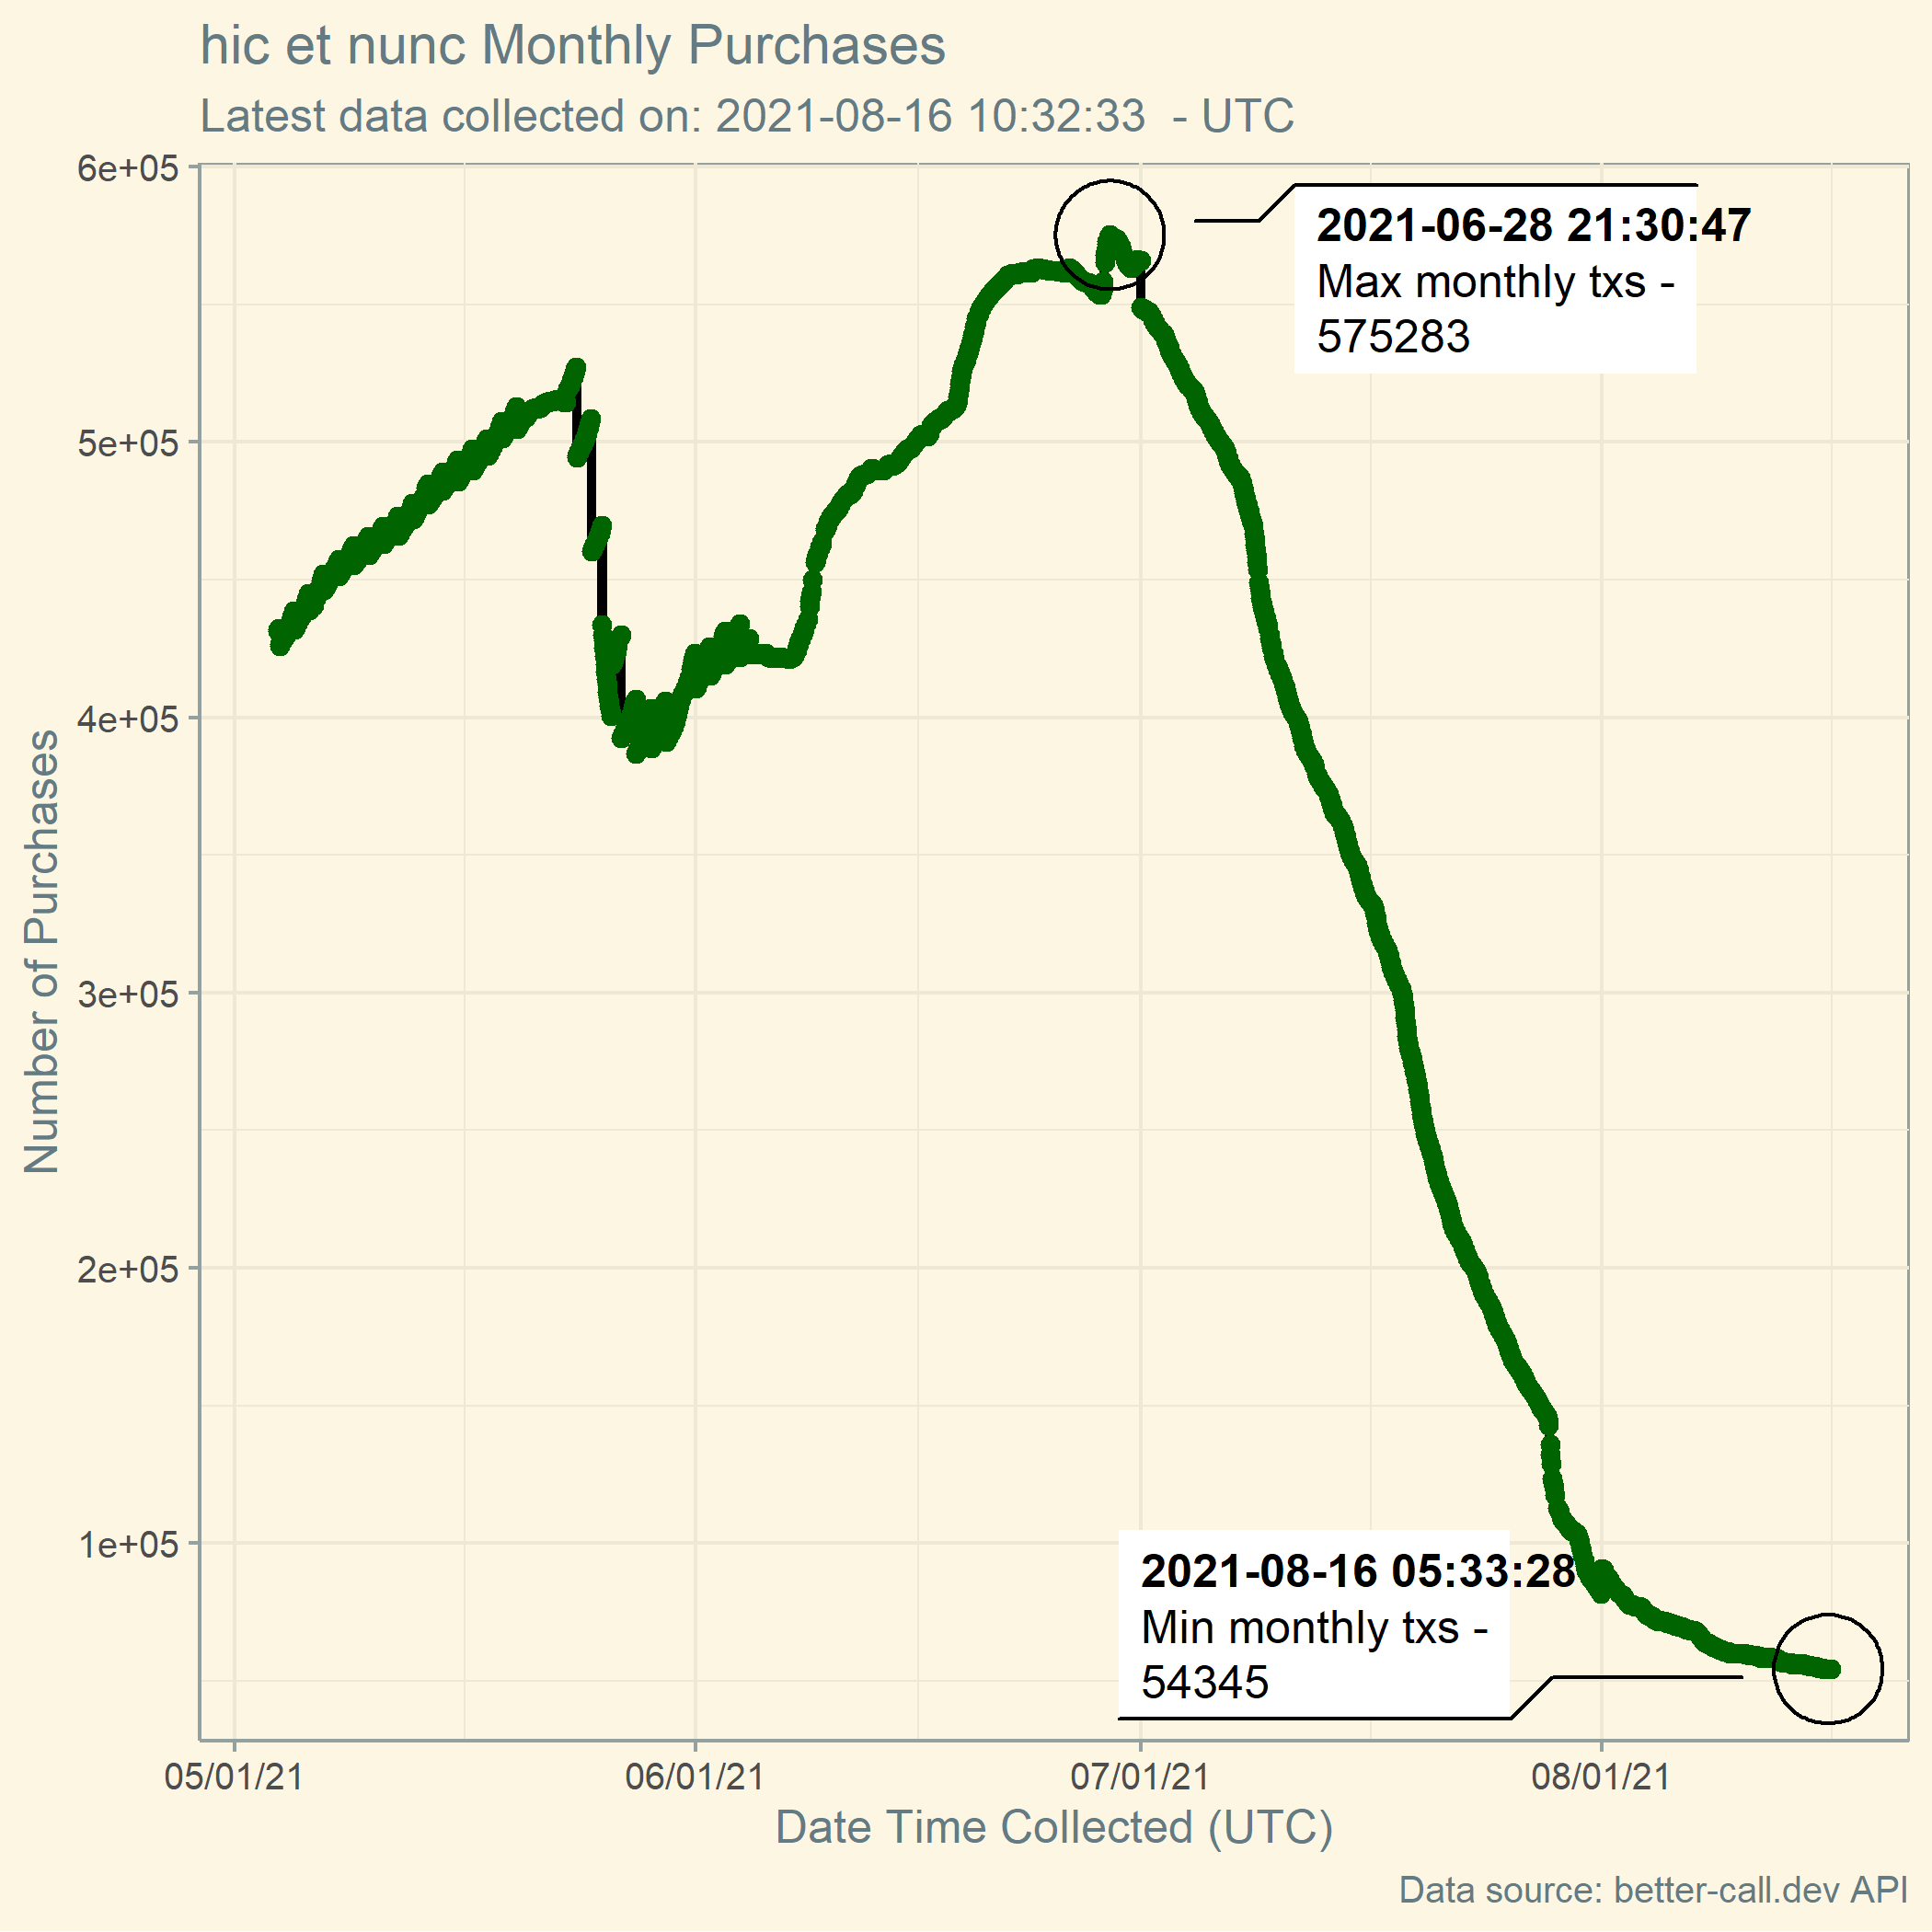 hic et nunc Monthly Purchases
Latest data collected on: 2021-08-16 10:32:33  - UTC
6e+05
5e+05
4e+05
3e+05
2e+05
1e+05
Number of Purchases
2021-06-28 21:30:47
Max monthly txs -
575283
2021-08-16 05:33:28
Min monthly txs -
54345
05/01/21
06/01/21
07/01/21
08/01/21
Date Time Collected (UTC)
Data source: better-call.dev API